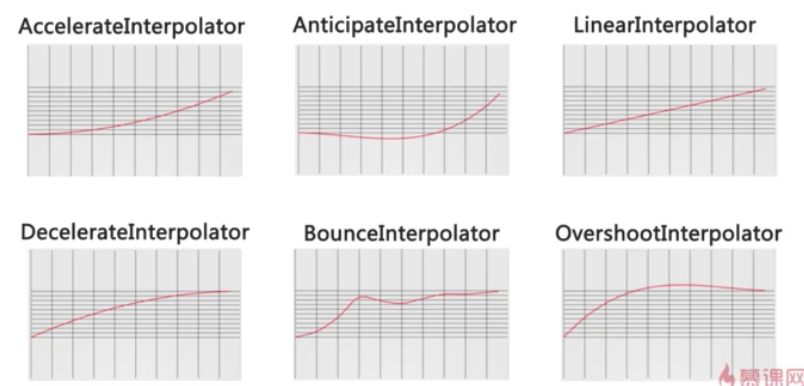 AccelerateInterpolator
AnticipateInterpolator
LinearInterpolator
DecelerateInterpolator
BounceInterpolator
OvershootInterpolator
慕课网